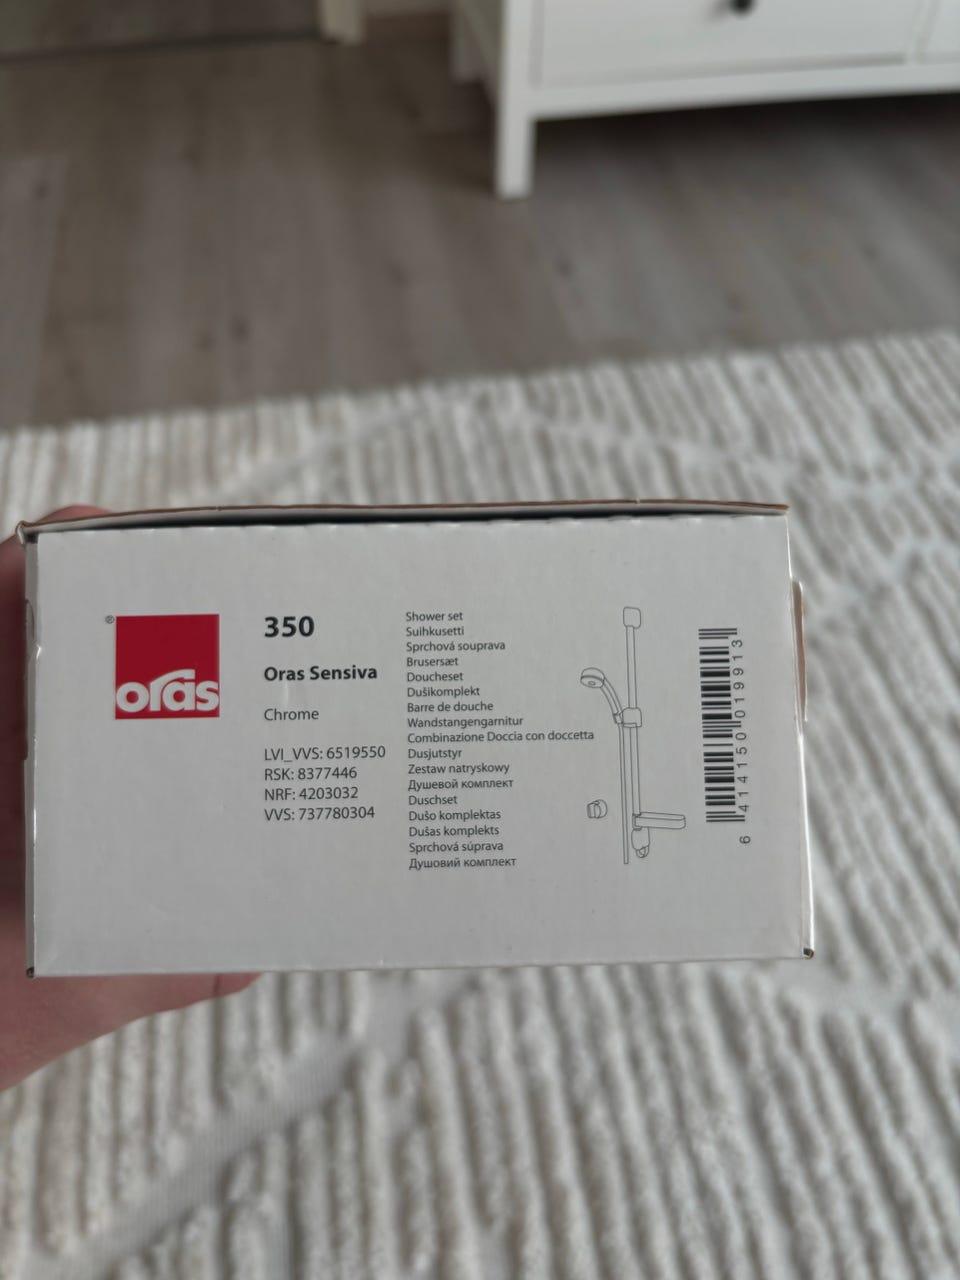 ®
oras
350
Oras Sensiva
Chrome
LVI_VVS: 6519550
RSK: 8377446
NRF: 4203032
VVS: 737780304
Shower set
Suihkusetti
Sprchová souprava
Brusersæt
Doucheset
Dušikomplekt
Barre de douche
Wandstangengarnitur
Combinazione Doccia con doccetta
Dusjutstyr
Zestaw natryskowy
Душевой комплект
Duschset
Dušo komplektas
Dušas komplekts
Sprchová súprava
Душовий комплект
6 414150 019913